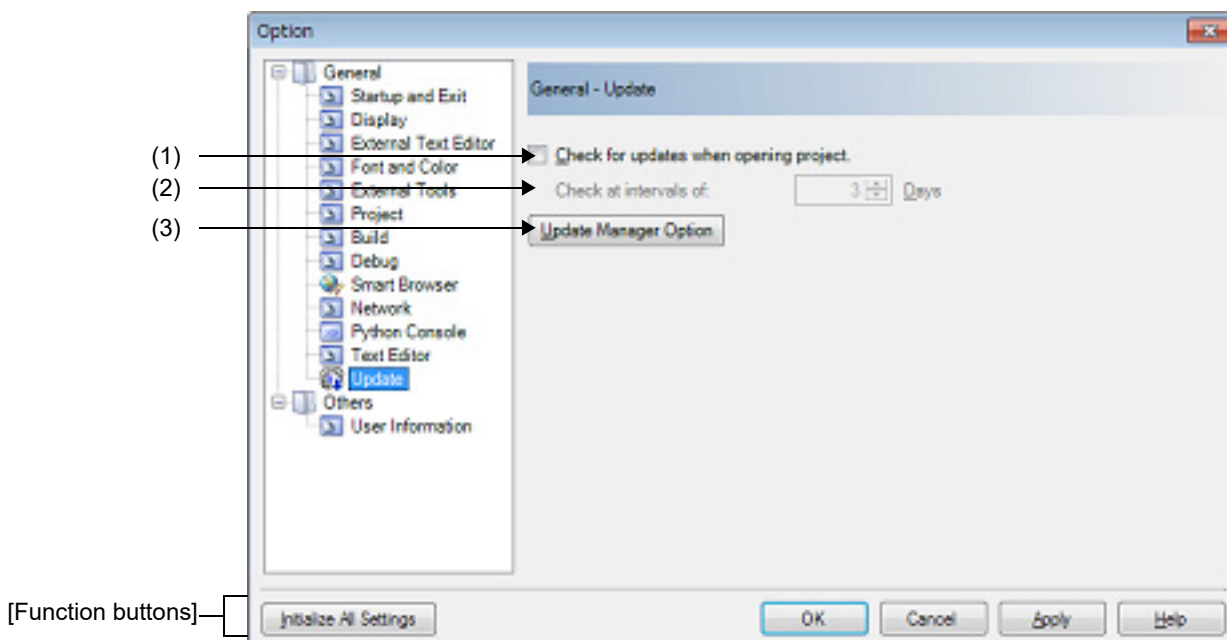 Option
General
Startup and Exit
Display
External Text Editor
Font and Color
External Tools
Project
Build
Debug
Smart Browser
Network
Python Console
Text Editor
Update
Others
User Information
General - Update
(1)
Check for updates when opening project.
(2)
Check at intervals of: 3 Days
(3)
Update Manager Option
[Function buttons]
Initialize All Settings
OK
Cancel
Apply
Help